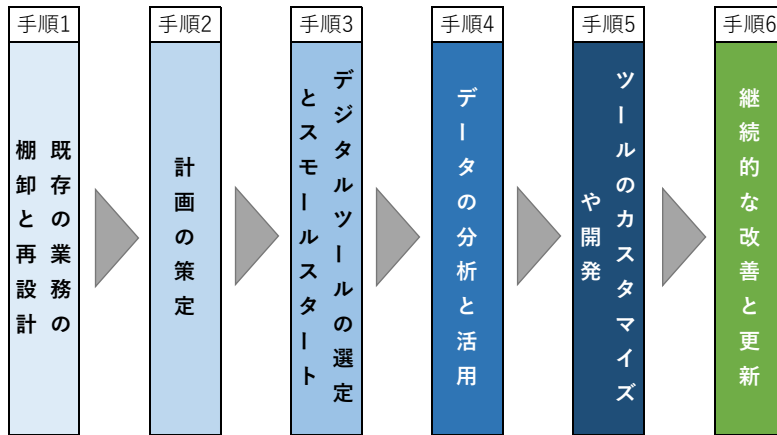 手順1
既存の業務の
棚卸と再設計
手順2
計画の策定
手順3
デジタルツールの選定
とスモールスタート
手順4
データの分析と活用
手順5
ツールのカスタマイズ
や開発
手順6
継続的な改善と更新